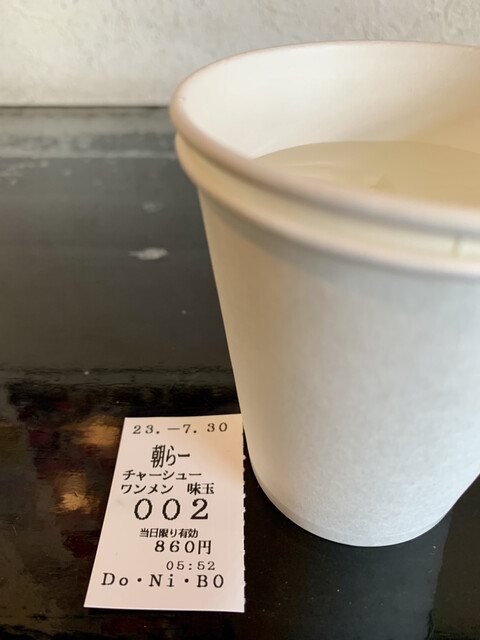 23.-7.30
朝らー
チャーシュー
ワンメン 味玉
002
当日限り有効
860円
05:52
Do・Ni・BO